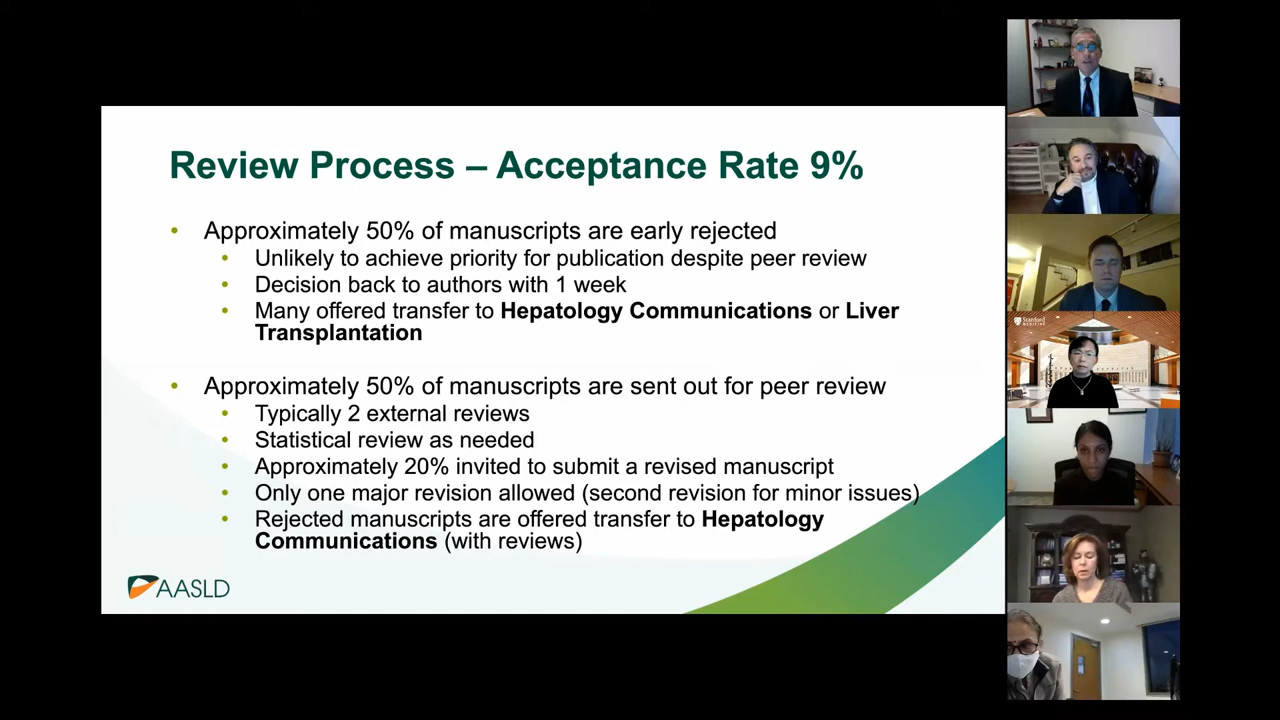 Review Process – Acceptance Rate 9%
• Approximately 50% of manuscripts are early rejected
• Unlikely to achieve priority for publication despite peer review
• Decision back to authors with 1 week
• Many offered transfer to Hepatology Communications or Liver
Transplantation
• Approximately 50% of manuscripts are sent out for peer review
• Typically 2 external reviews
• Statistical review as needed
• Approximately 20% invited to submit a revised manuscript
• Only one major revision allowed (second revision for minor issues)
• Rejected manuscripts are offered transfer to Hepatology
Communications (with reviews)
AASLD
Stanford
MEDICINE